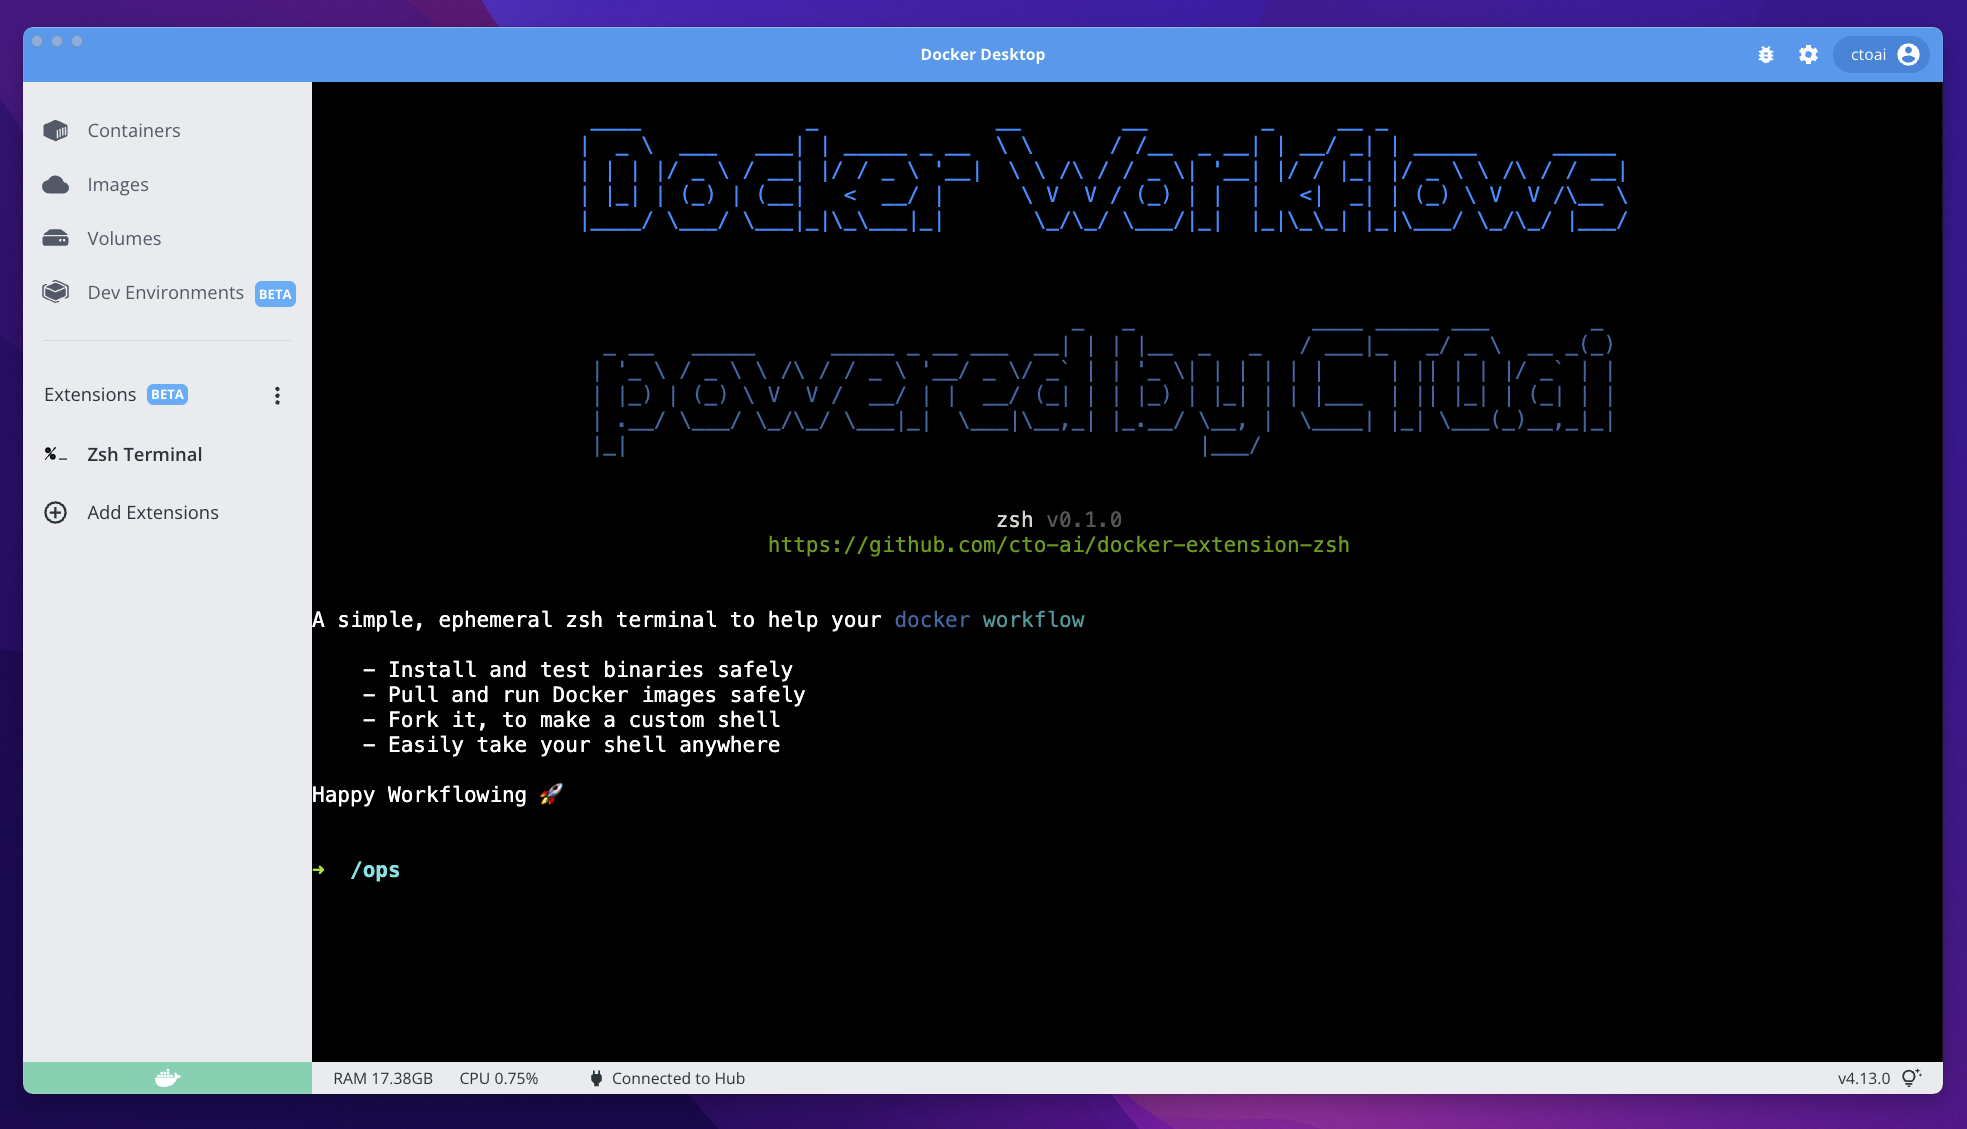 Docker Desktop
ctoai
Containers
Images
Volumes
Dev Environments BETA
Extensions BETA
%_ Zsh Terminal
Add Extensions
Docker Workflows
powered by CTO.ai
zsh v0.1.0
https://github.com/cto-ai/docker-extension-zsh
A simple, ephemeral zsh terminal to help your docker workflow
- Install and test binaries safely
- Pull and run Docker images safely
- Fork it, to make a custom shell
- Easily take your shell anywhere
Happy Workflowing 🚀
➜ /ops
RAM 17.38GB CPU 0.75% Connected to Hub
v4.13.0